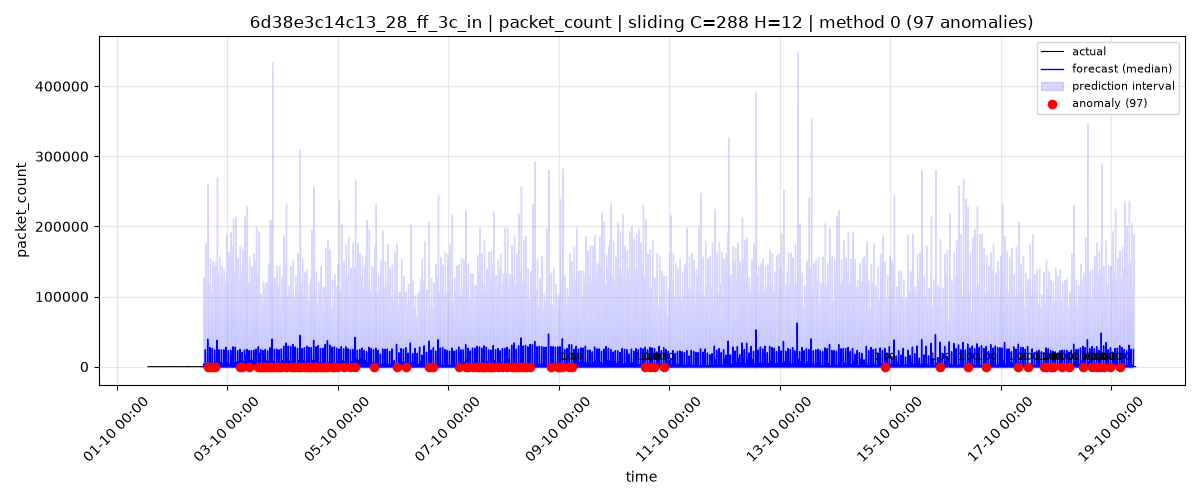 6d38e3c14c13_28_ff_3c_in | packet_count | sliding C=288 H=12 | method 0 (97 anomalies)
actual
forecast (median)
prediction interval
anomaly (97)
packet_count
400000
300000
200000
100000
0
01-10 00:00
03-10 00:00
05-10 00:00
07-10 00:00
09-10 00:00
11-10 00:00
13-10 00:00
15-10 00:00
17-10 00:00
19-10 00:00
time